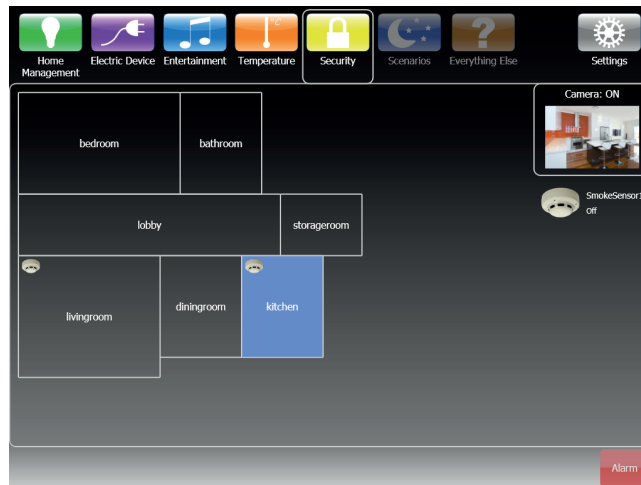 °C
Home
Management
Electric Device
Entertainment
Temperature
Security
Scenarios
Everything Else
Settings
Camera: ON
bedroom
bathroom
SmokeSensor1
Off
lobby
storageroom
livingroom
diningroom
kitchen
Alarm